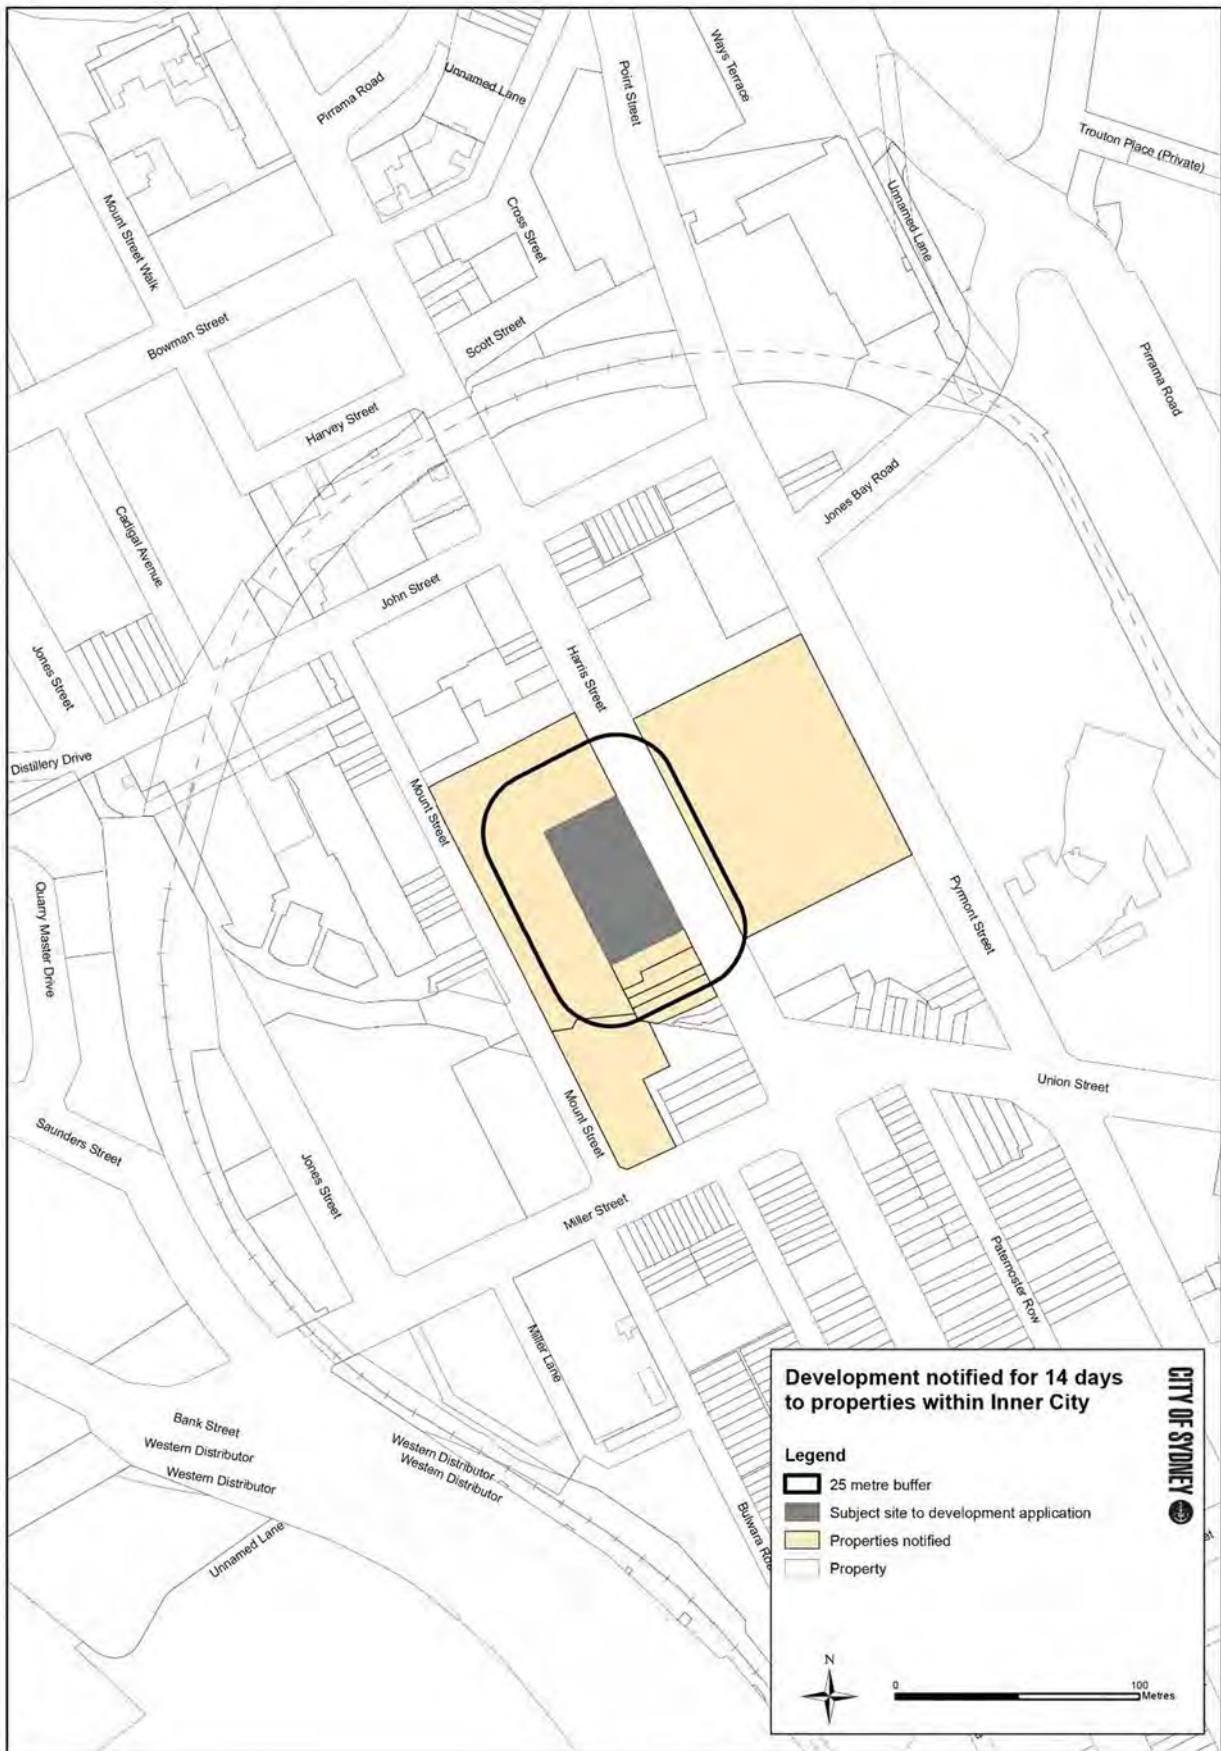 Pirrama Road
Unnamed Lane
Point Street
Ways Terrace
Trouton Place (Private)
Mount Street Walk
Cross Street
Unnamed Lane
Bowman Street
Scott Street
Pirrama Road
Harvey Street
Jones Bay Road
Cadigal Avenue
John Street
Jones Street
Harris Street
Distillery Drive
Mount Street
Quarry Master Drive
Pyrmont Street
Union Street
Mount Street
Saunders Street
Jones Street
Miller Street
Paternoster Row
Miller Lane
Bank Street
Western Distributor
Western Distributor
Western Distributor
Western Distributor
Unnamed Lane
Bulwara
Development notified for 14 days
to properties within Inner City
CITY OF SYDNEY
Legend
25 metre buffer
Subject site to development application
Properties notified
Property
N
0
100
Metres